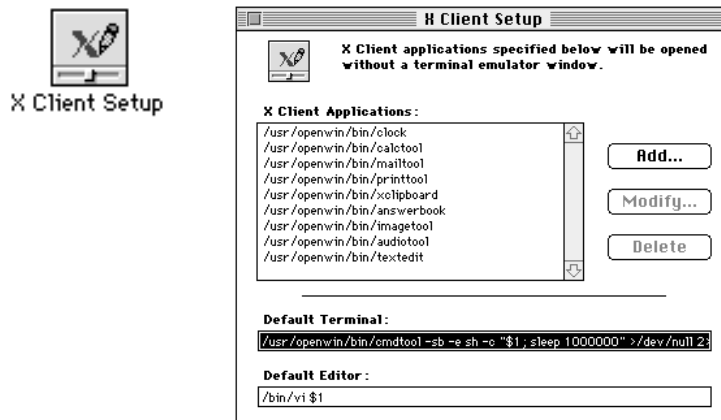 X Client Setup
X Client Setup
X Client applications specified below will be opened
without a terminal emulator window.
X Client Applications:
/usr/openwin/bin/clock
/usr/openwin/bin/calctool
/usr/openwin/bin/mailtool
/usr/openwin/bin/printtool
/usr/openwin/bin/xclipboard
/usr/openwin/bin/answerbook
/usr/openwin/bin/imagetool
/usr/openwin/bin/audiotool
/usr/openwin/bin/textedit
Add...
Modify...
Delete
Default Terminal:
/usr/openwin/bin/cmdtool -sb -e sh -c "$1; sleep 1000000" >/dev/null 2>
Default Editor:
/bin/vi $1